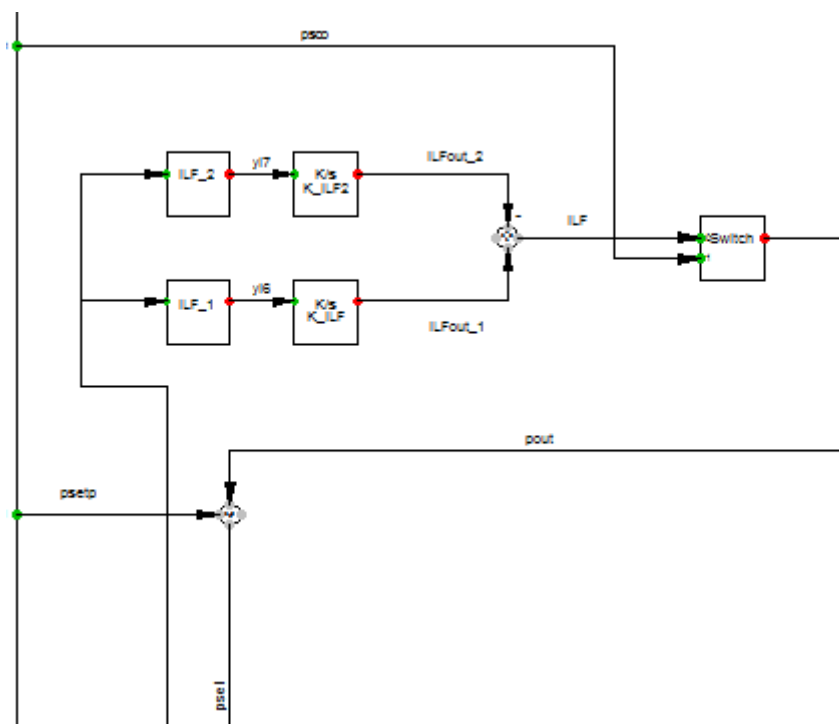 psco
ILF_2
yi7
K/s
K_ILF2
ILFout_2
-
ILF
Switch
ILF_1
yi6
K/s
K_ILF
ILFout_1
pout
psetp
psel